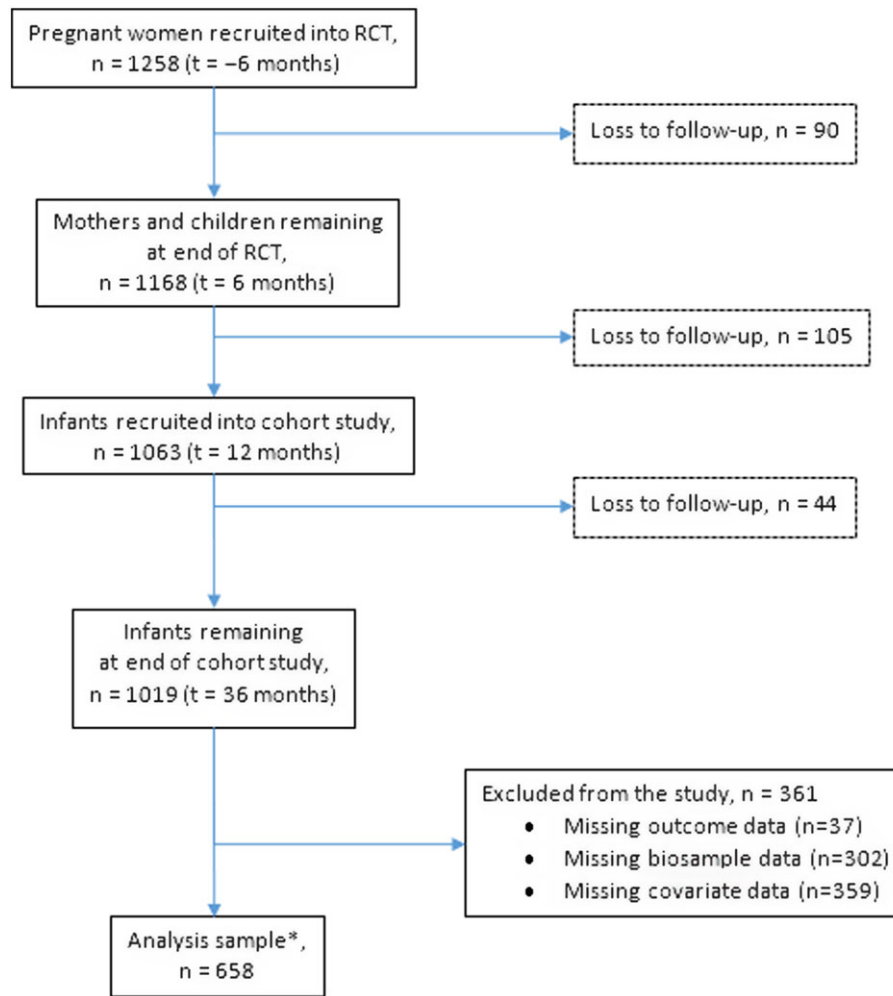 Pregnant women recruited into RCT,
n = 1258 (t = −6 months)
Loss to follow-up, n = 90
Mothers and children remaining
at end of RCT,
n = 1168 (t = 6 months)
Loss to follow-up, n = 105
Infants recruited into cohort study,
n = 1063 (t = 12 months)
Loss to follow-up, n = 44
Infants remaining
at end of cohort study,
n = 1019 (t = 36 months)
Excluded from the study, n = 361
• Missing outcome data (n=37)
• Missing biosample data (n=302)
• Missing covariate data (n=359)
Analysis sample*,
n = 658